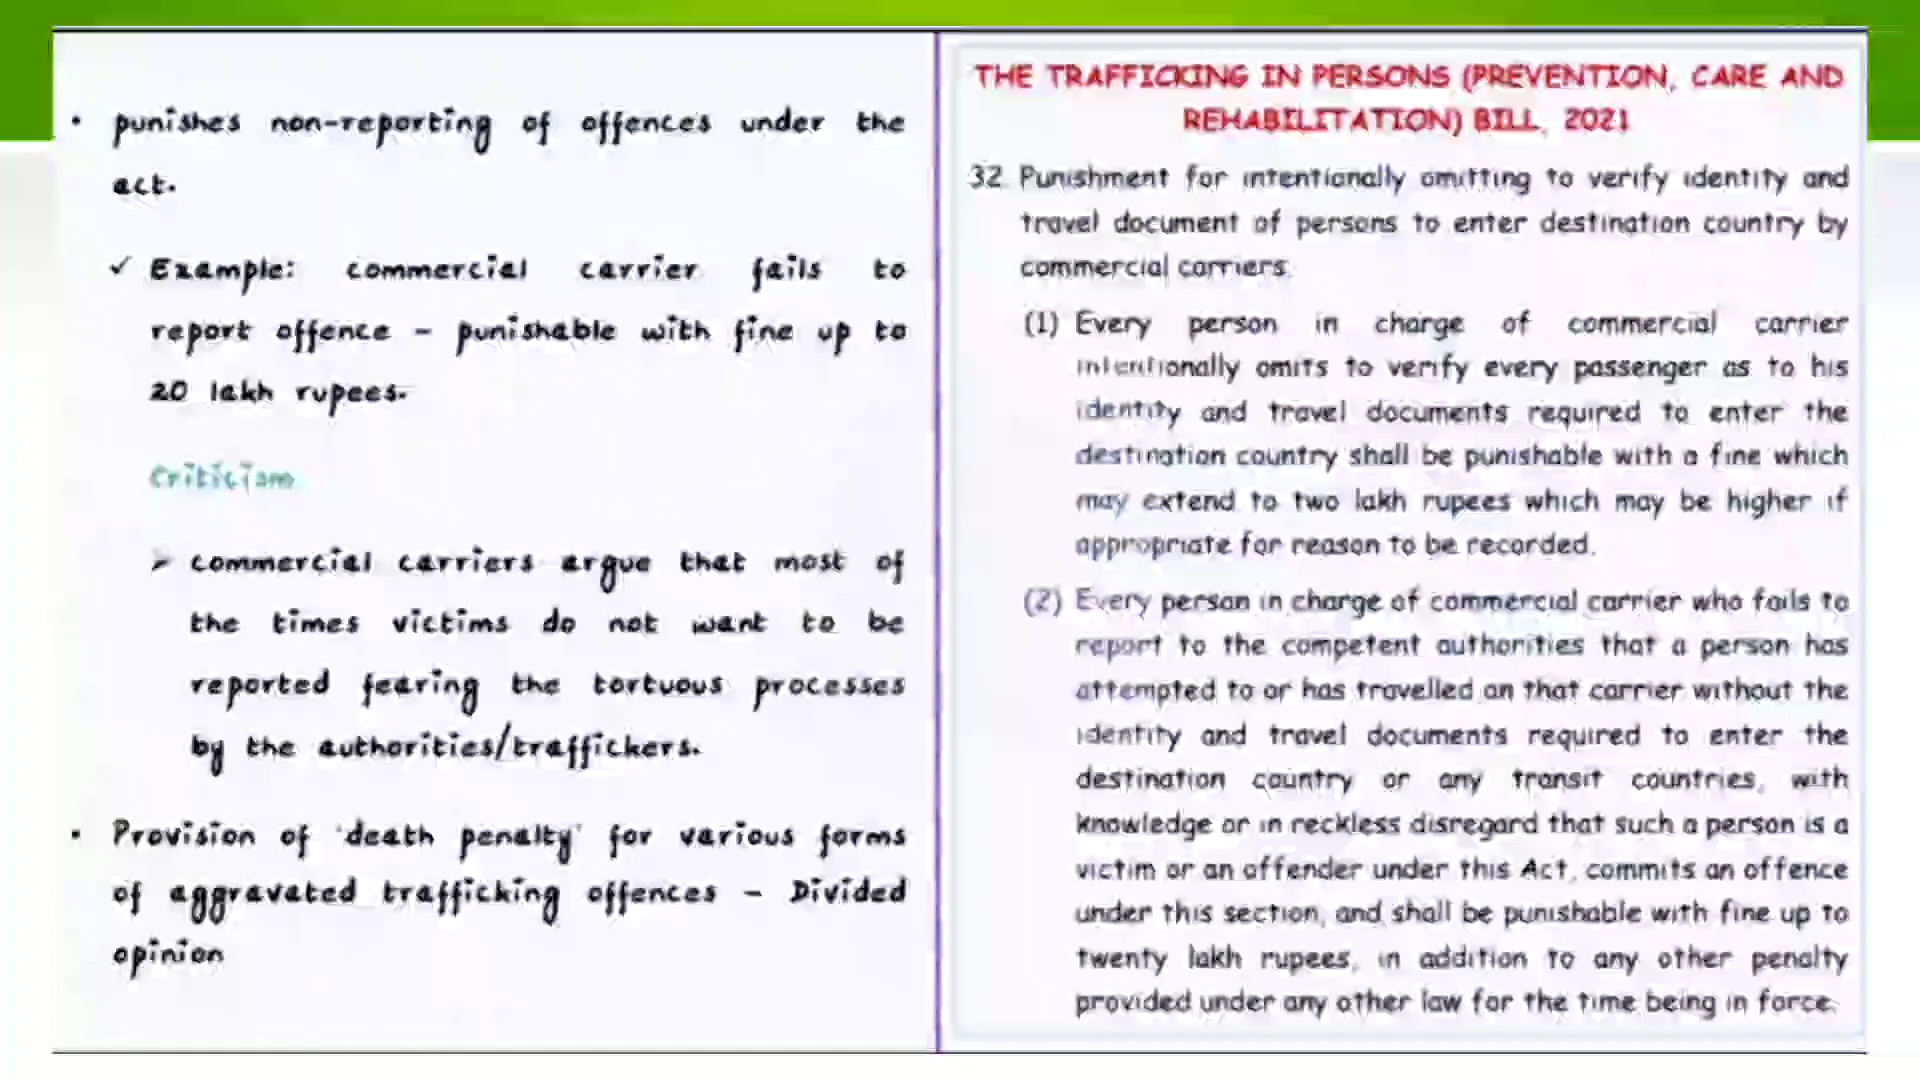 • punishes non-reporting of offences under the
act.
✓ Example: commercial carrier fails to
report offence – punishable with fine up to
20 lakh rupees.
Criticism
➢ commercial carriers argue that most of
the times victims do not want to be
reported fearing the tortuous processes
by the authorities/traffickers.
• Provision of 'death penalty' for various forms
of aggravated trafficking offences – Divided
opinion
THE TRAFFICKING IN PERSONS (PREVENTION, CARE AND
REHABILITATION) BILL, 2021
32. Punishment for intentionally omitting to verify identity and
travel document of persons to enter destination country by
commercial carriers.
(1) Every person in charge of commercial carrier
intentionally omits to verify every passenger as to his
identity and travel documents required to enter the
destination country shall be punishable with a fine which
may extend to two lakh rupees which may be higher if
appropriate for reason to be recorded.
(2) Every person in charge of commercial carrier who fails to
report to the competent authorities that a person has
attempted to or has travelled on that carrier without the
identity and travel documents required to enter the
destination country or any transit countries, with
knowledge or in reckless disregard that such a person is a
victim or an offender under this Act, commits an offence
under this section, and shall be punishable with fine up to
twenty lakh rupees, in addition to any other penalty
provided under any other law for the time being in force.